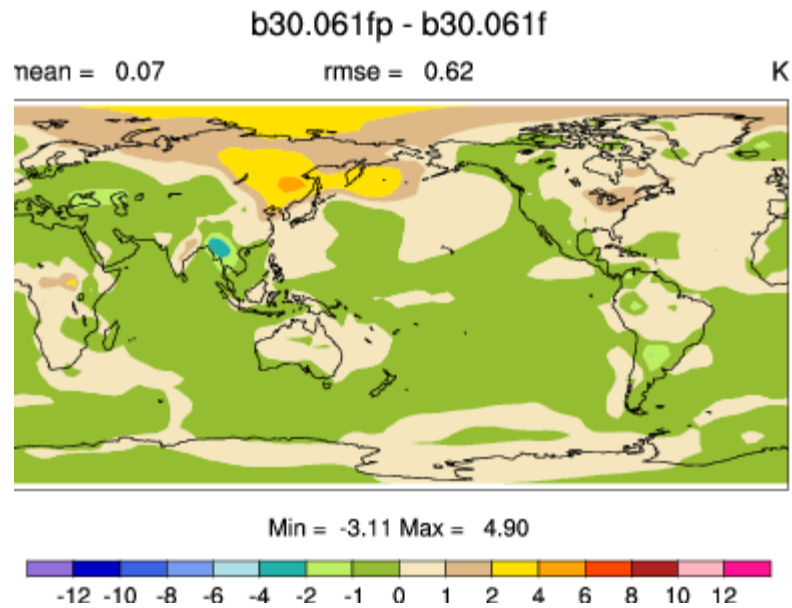 b30.061fp - b30.061f
mean = 0.07 rmse = 0.62 K
Min = -3.11 Max = 4.90
-12 -10 -8 -6 -4 -2 -1 0 1 2 4 6 8 10 12